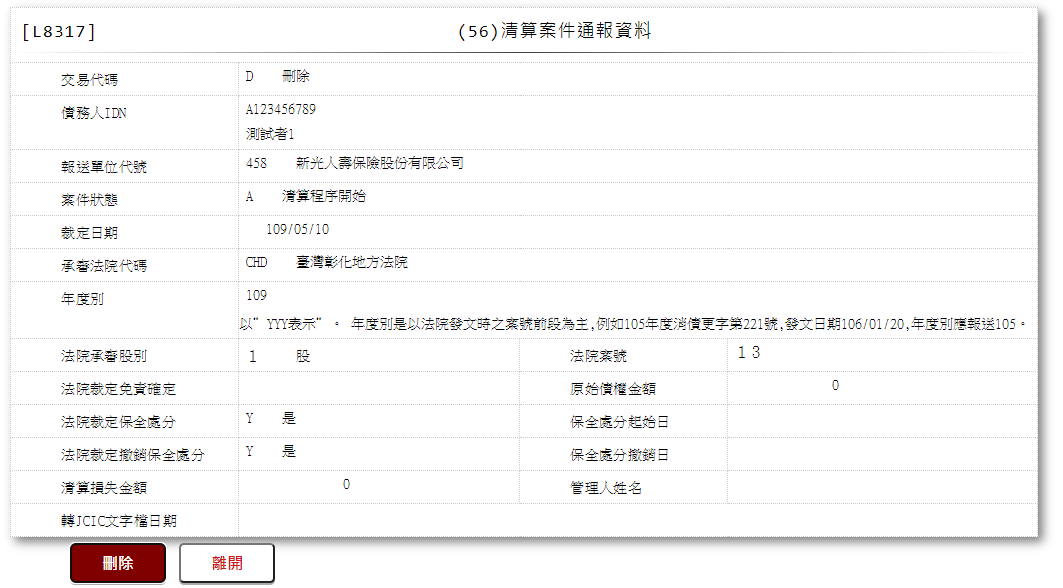 [L8317] (56)清算案件通報資料
交易代碼 D 刪除
債務人IDN A123456789
測試者1
報送單位代號 458 新光人壽保險股份有限公司
案件狀態 A 清算程序開始
裁定日期 109/05/10
承審法院代碼 CHD 臺灣彰化地方法院
年度別 109
以”YYY表示”。 年度別是以法院發文時之案號前段為主,例如105年度消債更字第221號,發文日期106/01/20,年度別應報送105。
法院承審股別 1 股 法院案號 13
法院裁定免責確定 原始債權金額 0
法院裁定保全處分 Y 是 保全處分起始日
法院裁定撤銷保全處分 Y 是 保全處分撤銷日
清算損失金額 0 管理人姓名
轉JCIC文字檔日期
刪除 離開